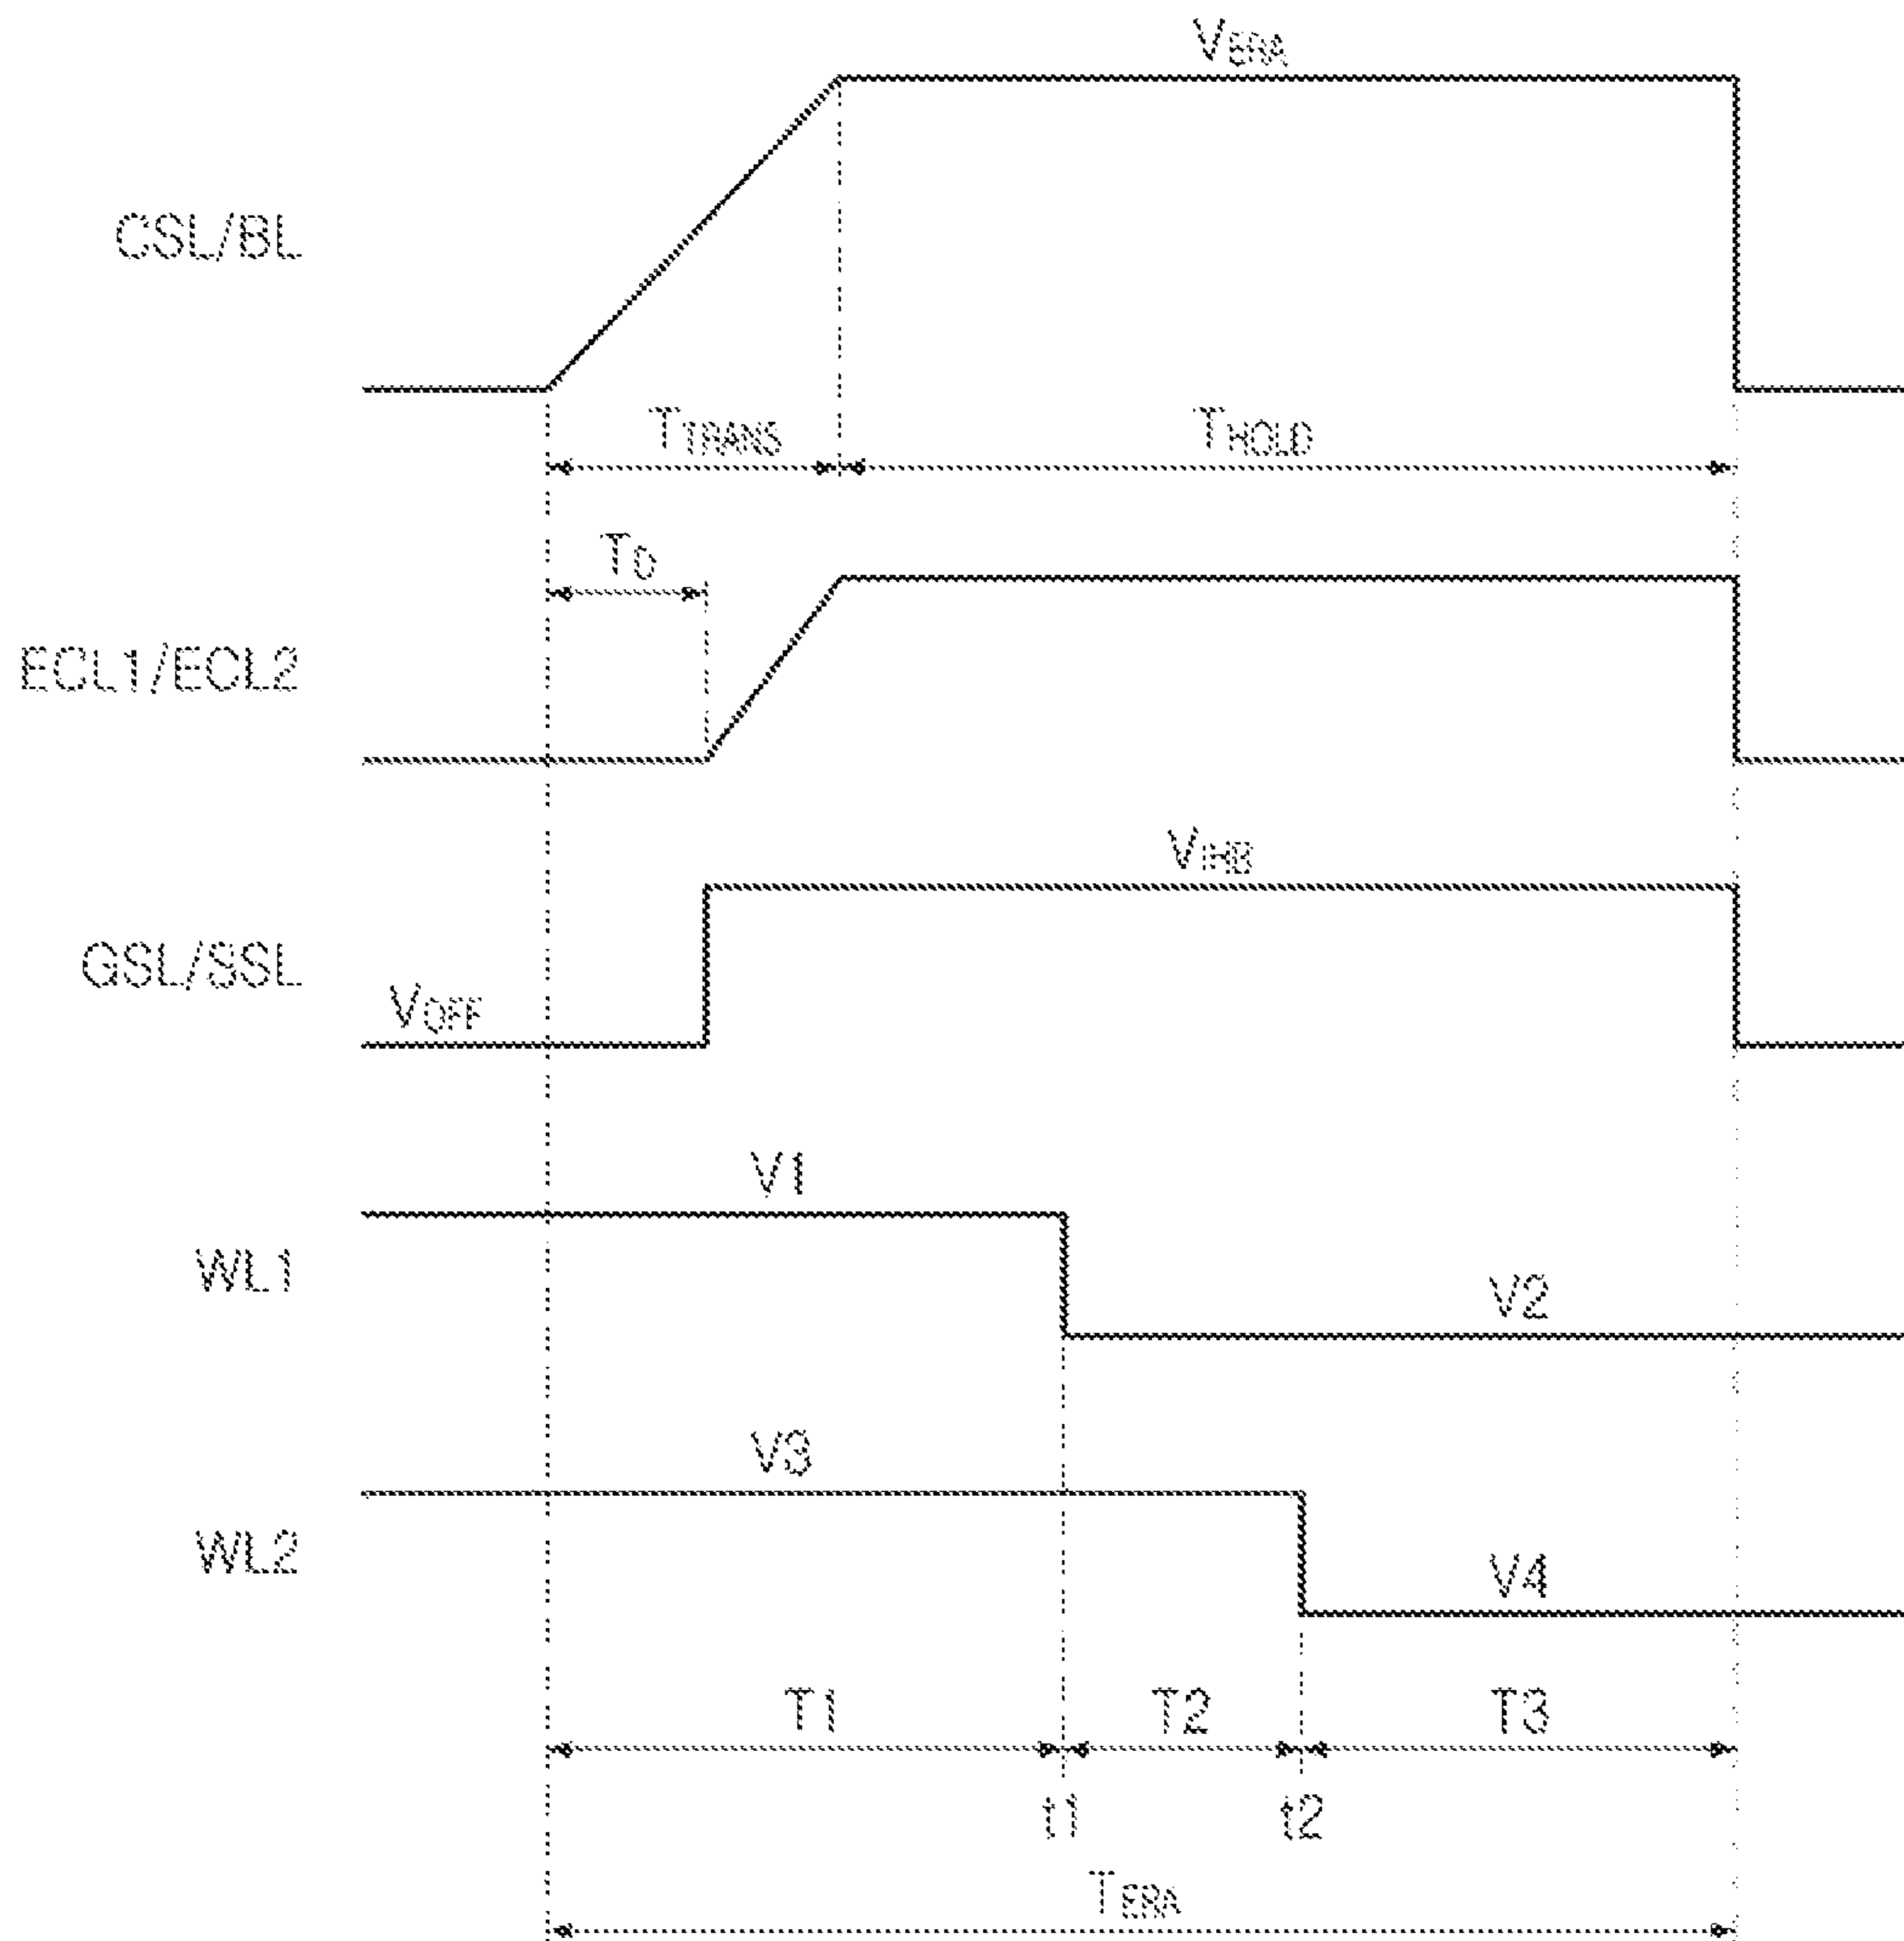 VERA
CSL/BL
TTRANS
THOLD
TD
ECL1/ECL2
VIHB
GSL/SSL
VOFF
V1
WL1
V2
V3
WL2
V4
T1
T2
T3
t1
t2
TERA